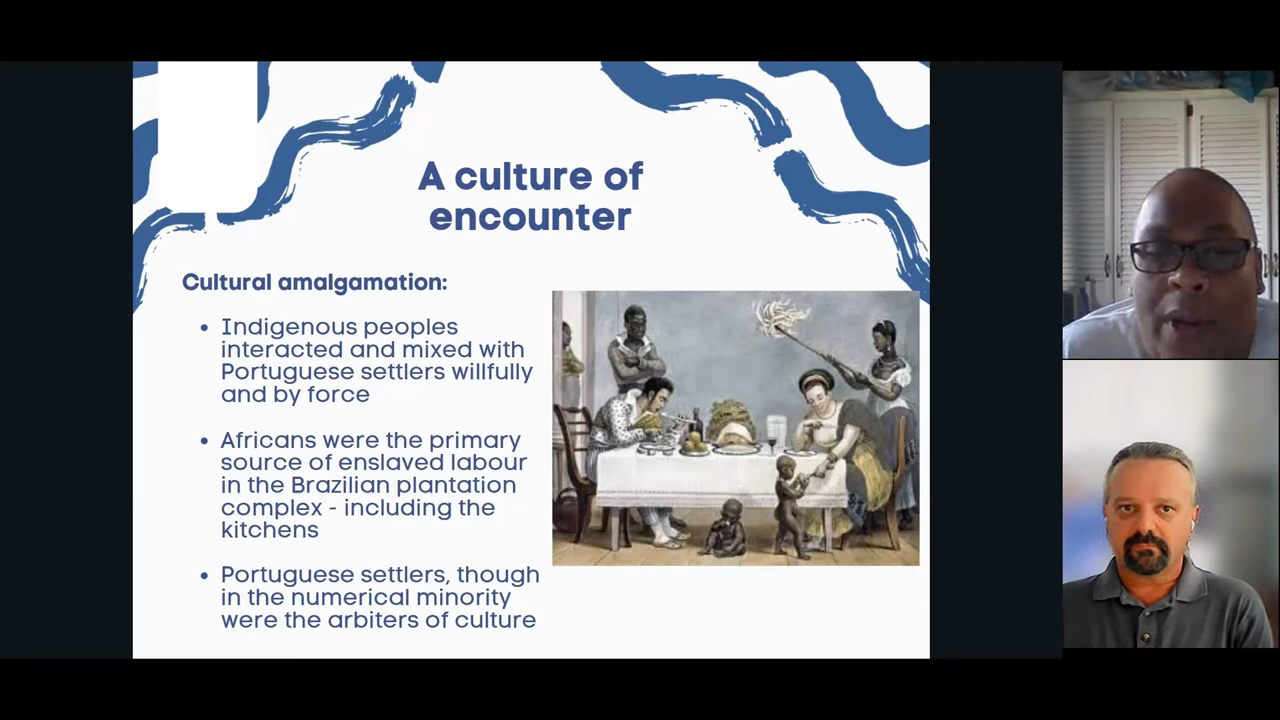 A culture of
encounter
Cultural amalgamation:
• Indigenous peoples
interacted and mixed with
Portuguese settlers willfully
and by force
• Africans were the primary
source of enslaved labour
in the Brazilian plantation
complex - including the
kitchens
• Portuguese settlers, though
in the numerical minority
were the arbiters of culture